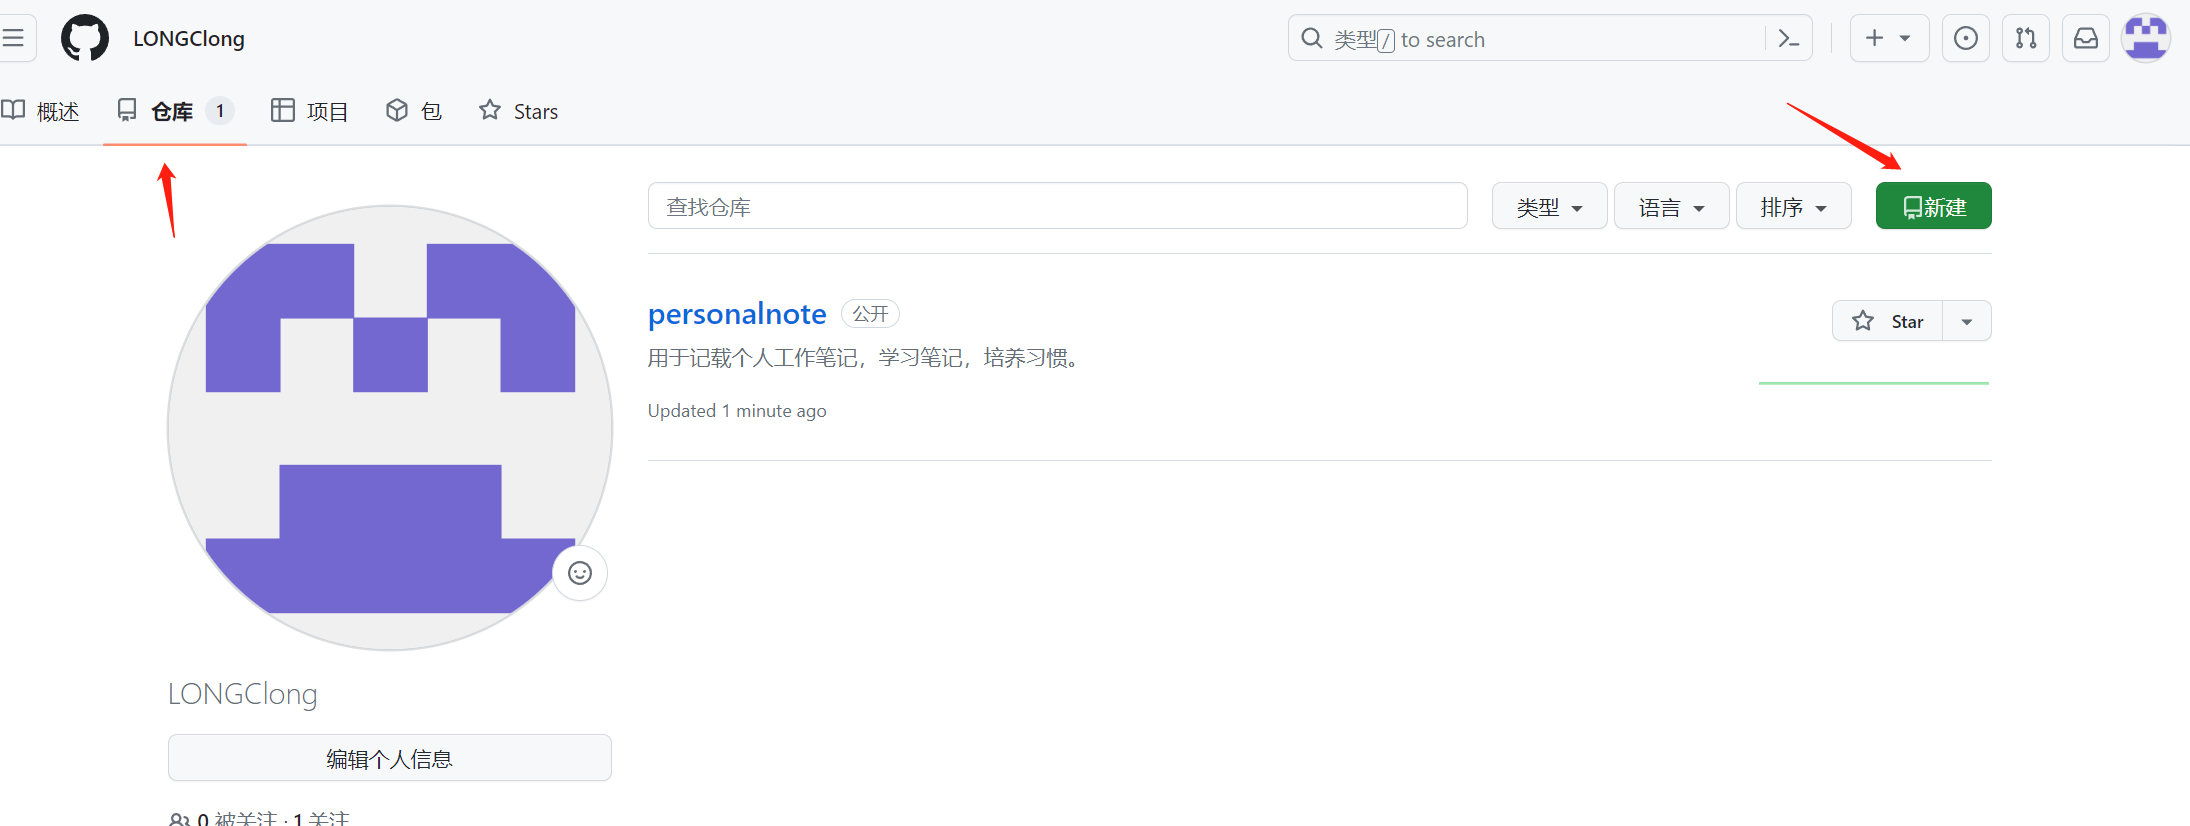 LONGClong
类型 / to search
概述 仓库 1 项目 包 Stars
查找仓库
类型 语言 排序 新建
personalnote 公开
Star
用于记载个人工作笔记，学习笔记，培养习惯。
Updated 1 minute ago
LONGClong
编辑个人信息
0 被关注 · 1 关注